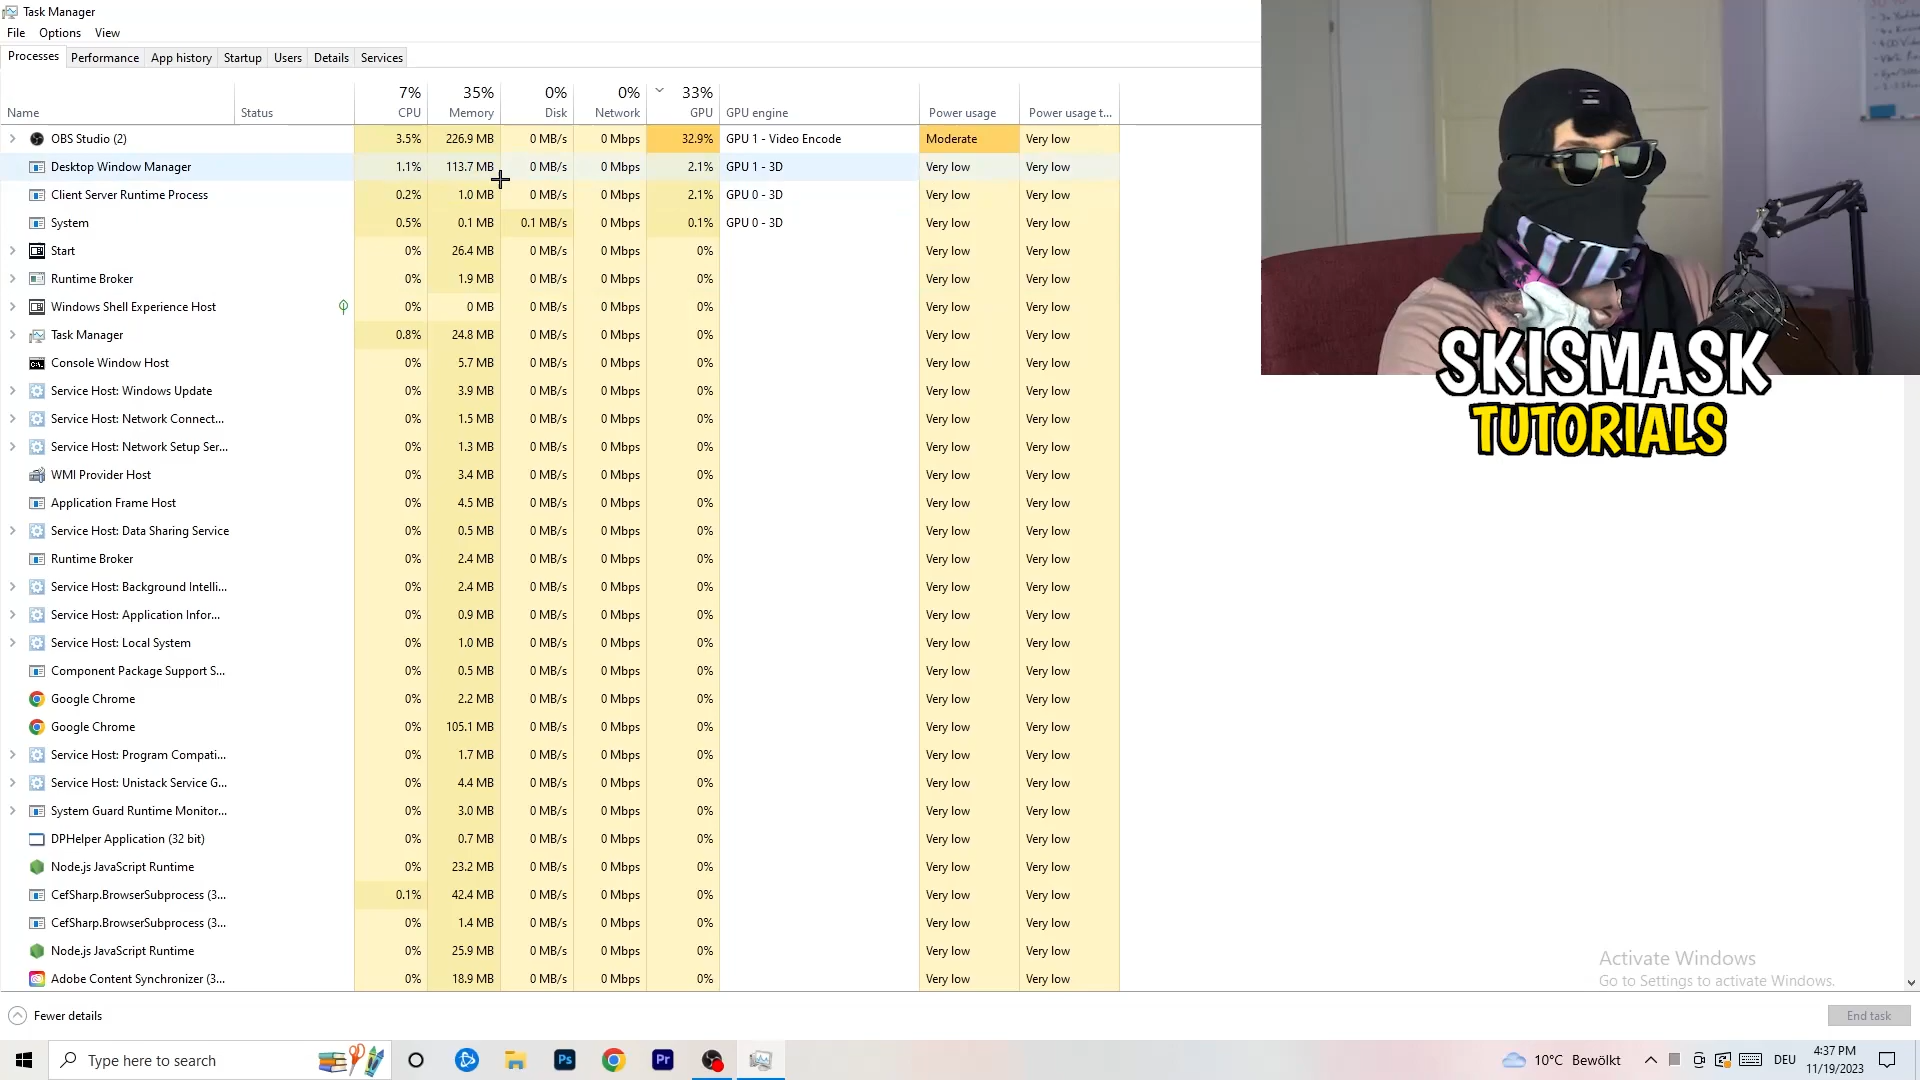 Task Manager
File Options View
Processes Performance App history Startup Users Details Services
7% 35% 0% 0% 33%
Name Status CPU Memory Disk Network GPU GPU engine Power usage Power usage t...
OBS Studio (2) 3.5% 226.9 MB 0 MB/s 0 Mbps 32.9% GPU 1 - Video Encode Moderate Very low
Desktop Window Manager 1.1% 113.7 MB 0 MB/s 0 Mbps 2.1% GPU 1 - 3D Very low Very low
Client Server Runtime Process 0.2% 1.0 MB 0 MB/s 0 Mbps 2.1% GPU 0 - 3D Very low Very low
System 0.5% 0.1 MB 0.1 MB/s 0 Mbps 0.1% GPU 0 - 3D Very low Very low
Start 0% 26.4 MB 0 MB/s 0 Mbps 0% Very low Very low
Runtime Broker 0% 1.9 MB 0 MB/s 0 Mbps 0% Very low Very low
Windows Shell Experience Host 0% 0 MB 0 MB/s 0 Mbps 0% Very low Very low
Task Manager 0.8% 24.8 MB 0 MB/s 0 Mbps 0% Very low Very low
Console Window Host 0% 5.7 MB 0 MB/s 0 Mbps 0% Very low Very low
Service Host: Windows Update 0% 3.9 MB 0 MB/s 0 Mbps 0% Very low Very low
Service Host: Network Connect... 0% 1.5 MB 0 MB/s 0 Mbps 0% Very low Very low
Service Host: Network Setup Ser... 0% 1.3 MB 0 MB/s 0 Mbps 0% Very low Very low
WMI Provider Host 0% 3.4 MB 0 MB/s 0 Mbps 0% Very low Very low
Application Frame Host 0% 4.5 MB 0 MB/s 0 Mbps 0% Very low Very low
Service Host: Data Sharing Service 0% 0.5 MB 0 MB/s 0 Mbps 0% Very low Very low
Runtime Broker 0% 2.4 MB 0 MB/s 0 Mbps 0% Very low Very low
Service Host: Background Intelli... 0% 2.4 MB 0 MB/s 0 Mbps 0% Very low Very low
Service Host: Application Infor... 0% 0.9 MB 0 MB/s 0 Mbps 0% Very low Very low
Service Host: Local System 0% 1.0 MB 0 MB/s 0 Mbps 0% Very low Very low
Component Package Support S... 0% 0.5 MB 0 MB/s 0 Mbps 0% Very low Very low
Google Chrome 0% 2.2 MB 0 MB/s 0 Mbps 0% Very low Very low
Google Chrome 0% 105.1 MB 0 MB/s 0 Mbps 0% Very low Very low
Service Host: Program Compati... 0% 1.7 MB 0 MB/s 0 Mbps 0% Very low Very low
Service Host: Unistack Service G... 0% 4.4 MB 0 MB/s 0 Mbps 0% Very low Very low
System Guard Runtime Monitor... 0% 3.0 MB 0 MB/s 0 Mbps 0% Very low Very low
DPHelper Application (32 bit) 0% 0.7 MB 0 MB/s 0 Mbps 0% Very low Very low
Node.js JavaScript Runtime 0% 23.2 MB 0 MB/s 0 Mbps 0% Very low Very low
CefSharp.BrowserSubprocess (3... 0.1% 42.4 MB 0 MB/s 0 Mbps 0% Very low Very low
CefSharp.BrowserSubprocess (3... 0% 1.4 MB 0 MB/s 0 Mbps 0% Very low Very low
Node.js JavaScript Runtime 0% 25.9 MB 0 MB/s 0 Mbps 0% Very low Very low
Adobe Content Synchronizer (3... 0% 18.9 MB 0 MB/s 0 Mbps 0% Very low Very low
SKISMASK
TUTORIALS
Activate Windows
Go to Settings to activate Windows.
Fewer details End task
Type here to search Ps Pr 10°C Bewölkt DEU 4:37 PM
11/19/2023